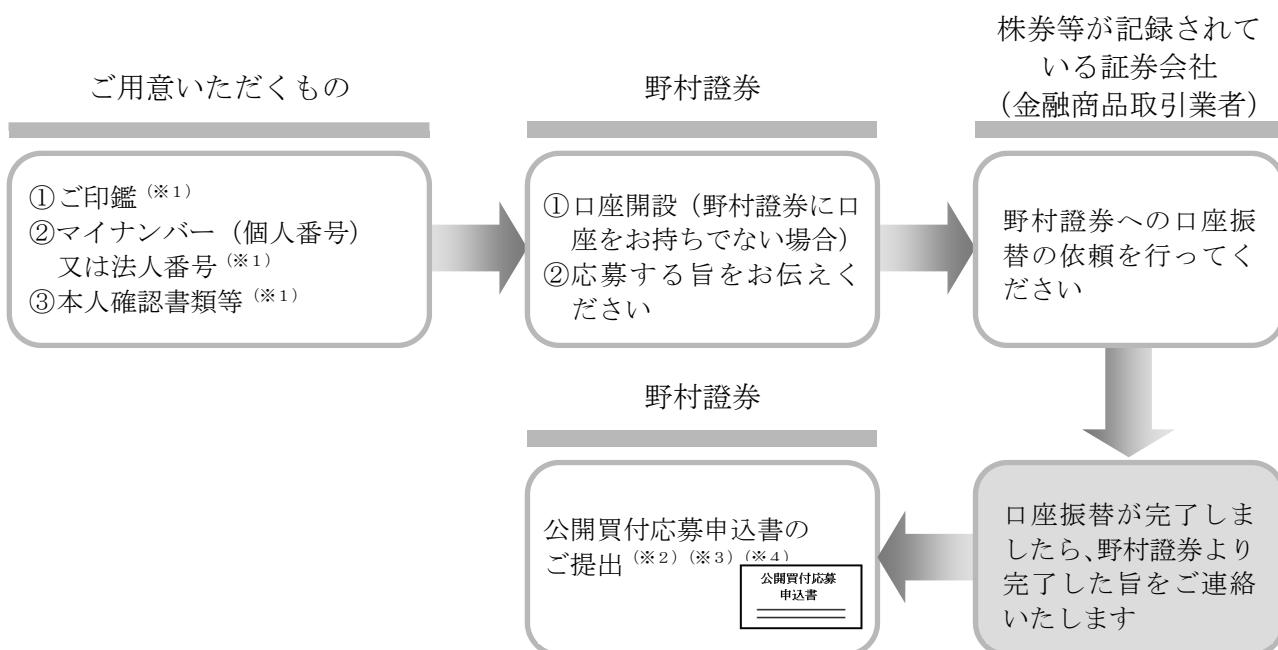 ご用意いただくもの
①ご印鑑(※1)
②マイナンバー(個人番号)
又は法人番号(※1)
③本人確認書類等(※1)
野村證券
①口座開設(野村證券に口
座をお持ちでない場合)
②応募する旨をお伝えく
ださい
株券等が記録されて
いる証券会社
(金融商品取引業者)
野村證券への口座振
替の依頼を行ってく
ださい
口座振替が完了しま
したら、野村證券より
完了した旨をご連絡
いたします
野村證券
公開買付応募申込書の
ご提出(※2)(※3)(※4)
公開買付応募
申込書